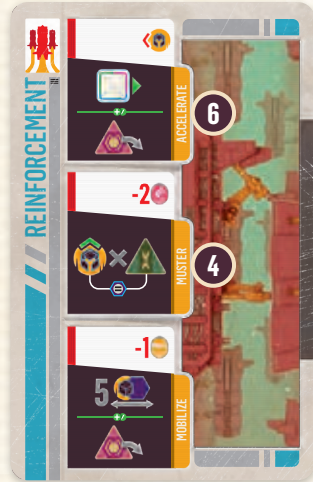 REINFORCEMENT
ACCELERATE
6
-2
MUSTER
4
-1
5
MOBILIZE